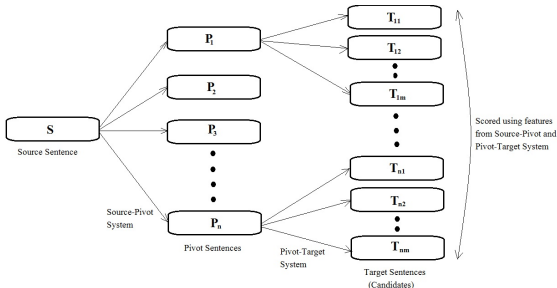 S
Source Sentence
Source-Pivot
System
P1
P2
P3
Pn
Pivot Sentences
Pivot-Target
System
T11
T12
T1m
Tn1
Tn2
Tnm
Target Sentences
(Candidates)
Scored using features
from Source-Pivot and
Pivot-Target
System